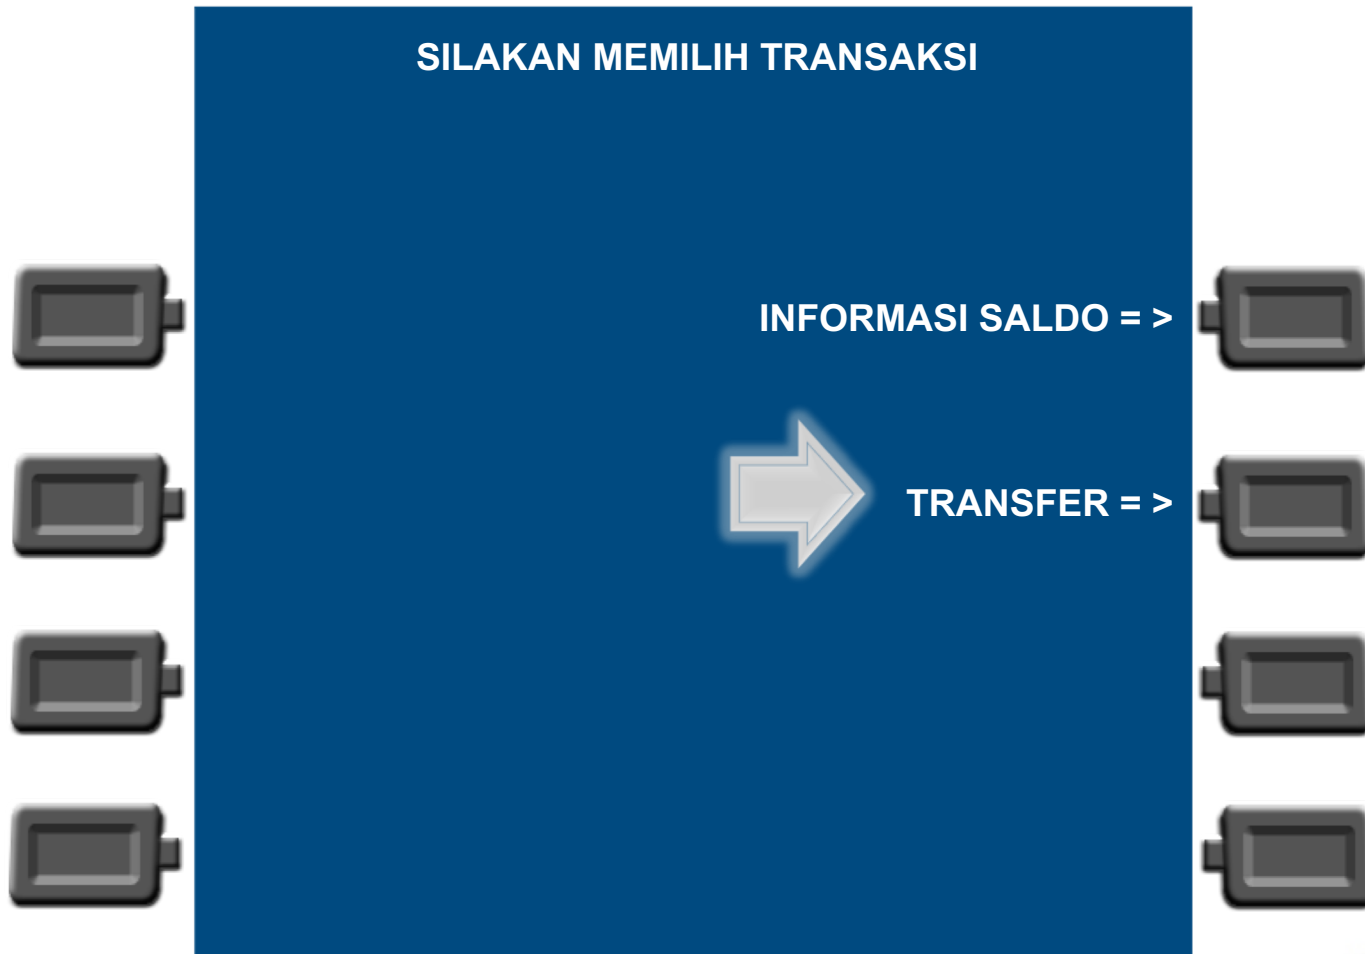 SILAKAN MEMILIH TRANSAKSI
INFORMASI SALDO = >
TRANSFER = >